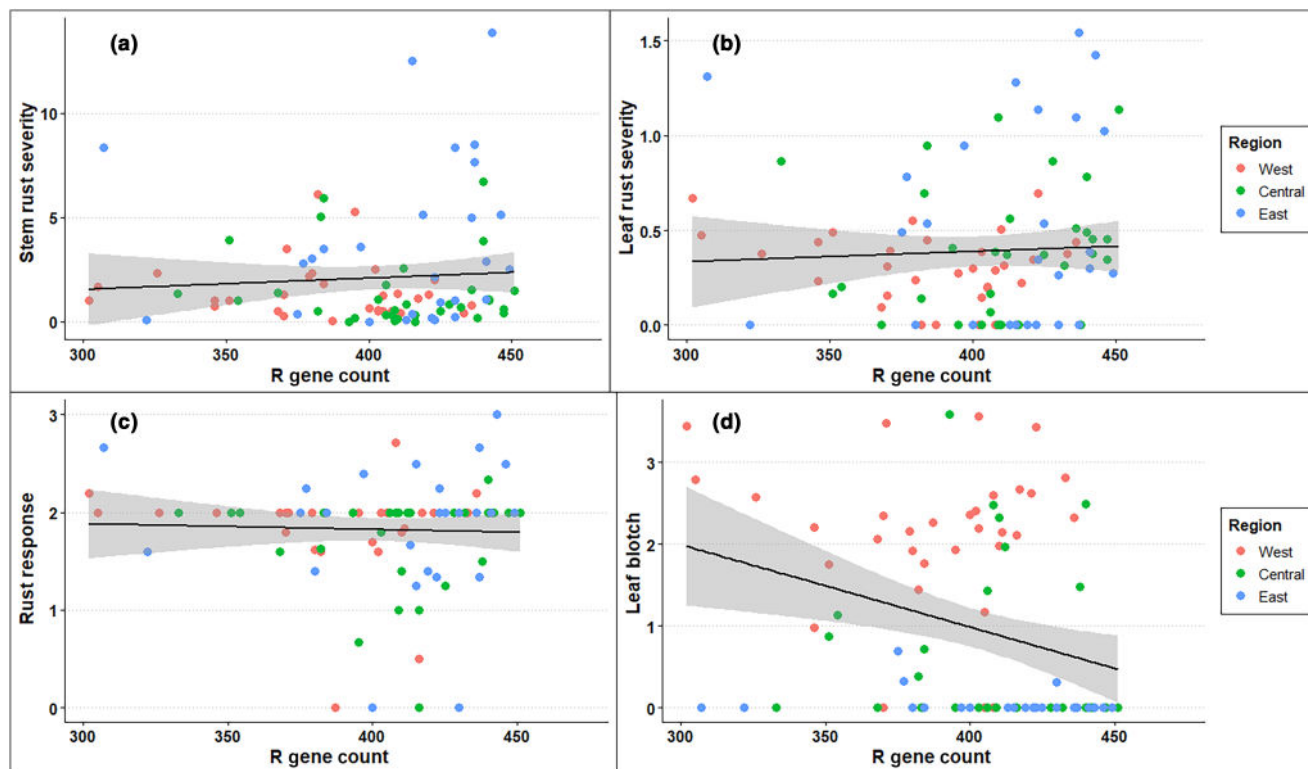 (a)
Stem rust severity
10
5
0
300 350 400 450
R gene count
(b)
Leaf rust severity
1.5
1.0
0.5
0.0
300 350 400 450
R gene count
Region
West
Central
East
(c)
Rust response
3
2
1
0
300 350 400 450
R gene count
(d)
Leaf blotch
3
2
1
0
300 350 400 450
R gene count
Region
West
Central
East